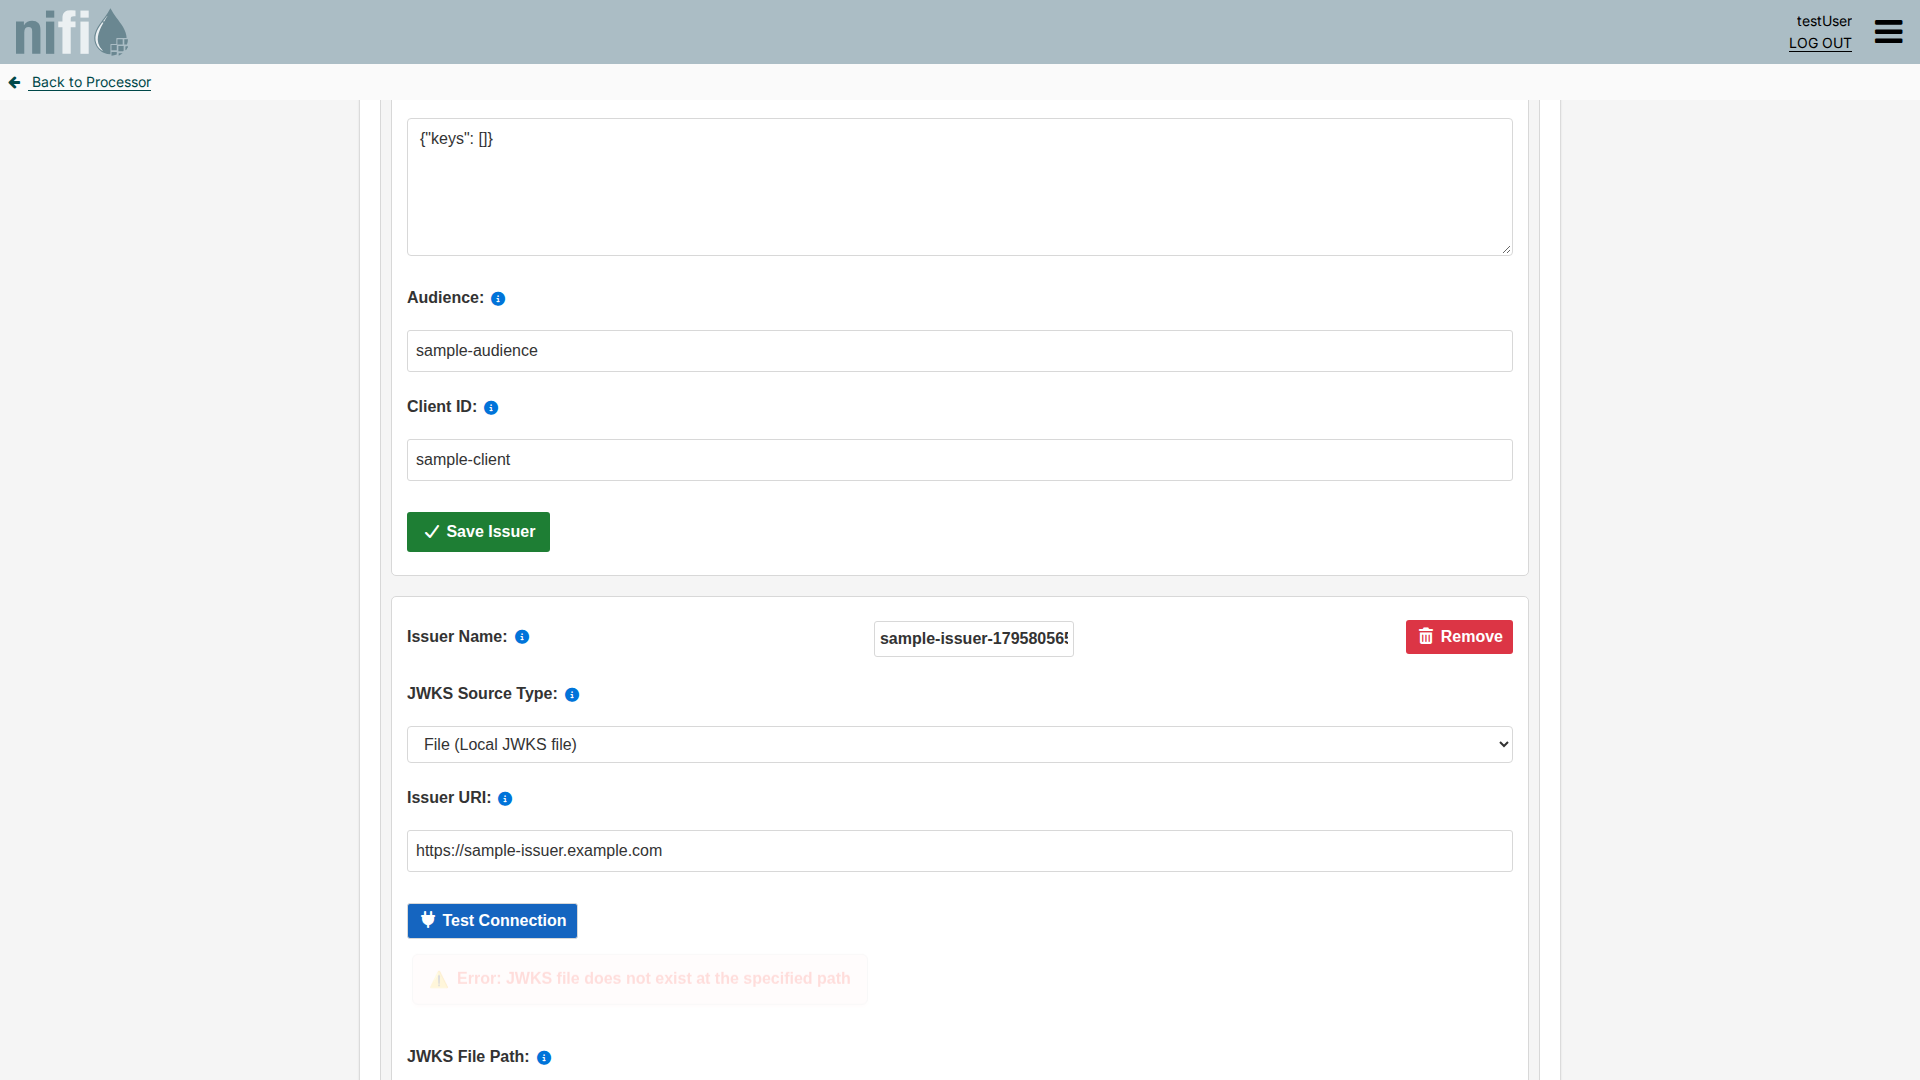 nifi
testUser
LOG OUT
Back to Processor
{"keys": []}
Audience:
sample-audience
Client ID:
sample-client
Save Issuer
Issuer Name:
sample-issuer-179580565
Remove
JWKS Source Type:
File (Local JWKS file)
Issuer URI:
https://sample-issuer.example.com
Test Connection
Error: JWKS file does not exist at the specified path
JWKS File Path: